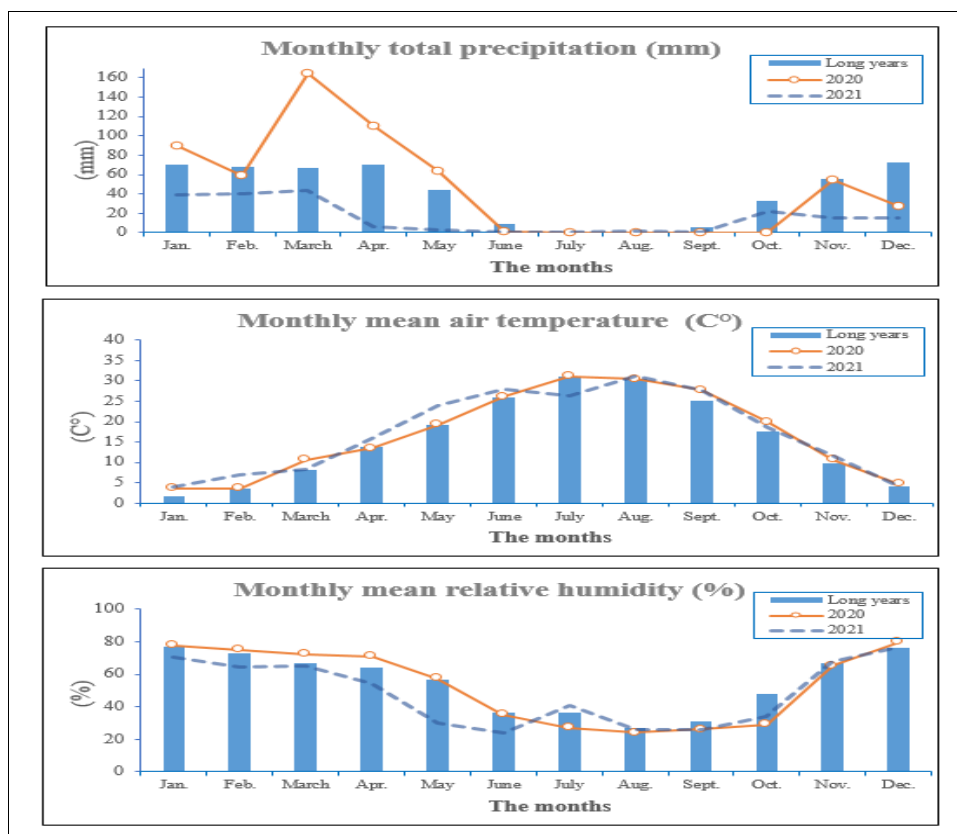 Monthly total precipitation (mm)
Long years
2020
2021
160
140
120
100
80
60
40
20
0
(mm)
Jan. Feb. March Apr. May June July Aug. Sept. Oct. Nov. Dec.
The months
Monthly mean air temperature (C°)
Long years
2020
2021
40
35
30
25
20
15
10
5
0
(C°)
Jan. Feb. March Apr. May June July Aug. Sept. Oct. Nov. Dec.
The months
Monthly mean relative humidity (%)
Long years
2020
2021
100
80
60
40
20
0
(%)
Jan. Feb. March Apr. May June July Aug. Sept. Oct. Nov. Dec.
The months